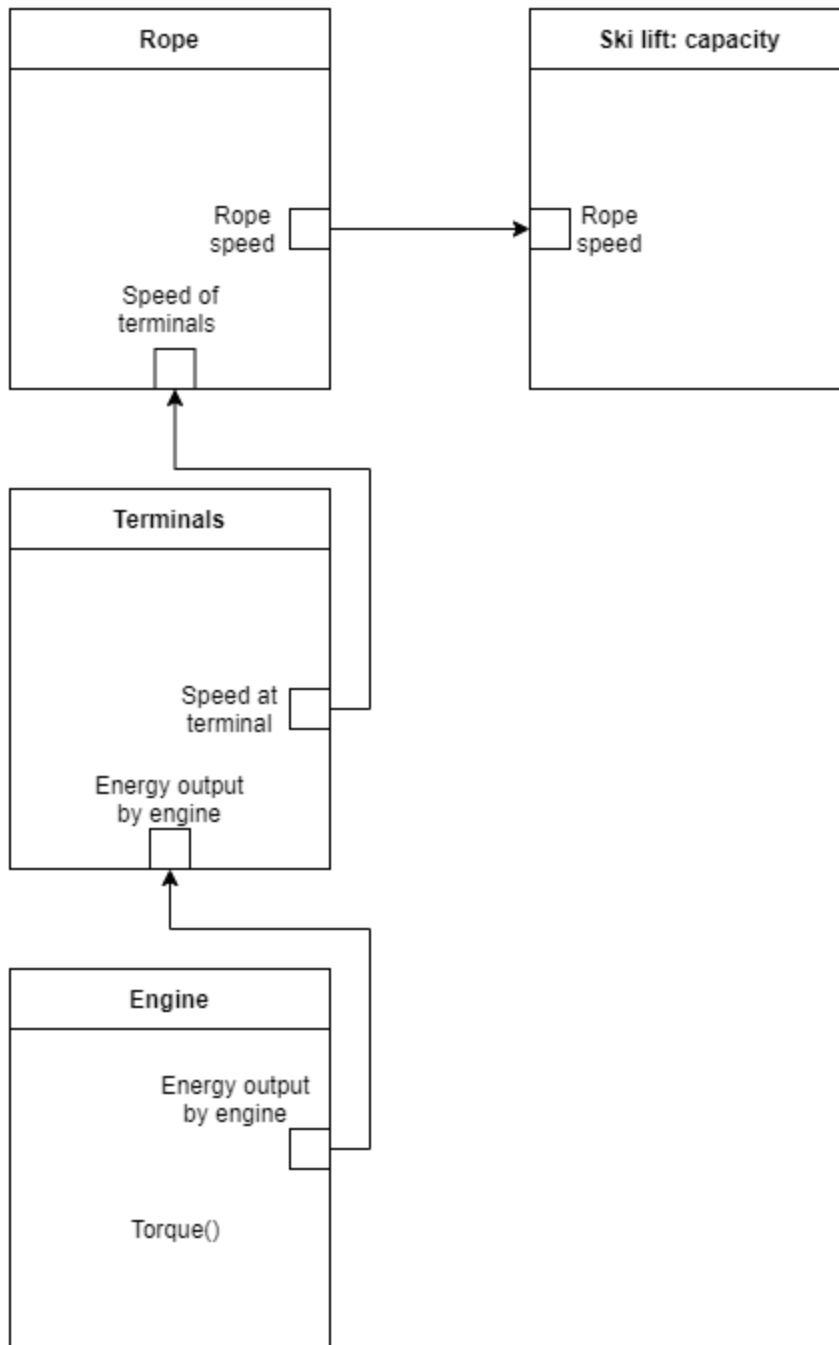 Rope
Ski lift: capacity
Rope
speed
Rope
speed
Speed of
terminals
Terminals
Speed at
terminal
Energy output
by engine
Engine
Energy output
by engine
Torque()